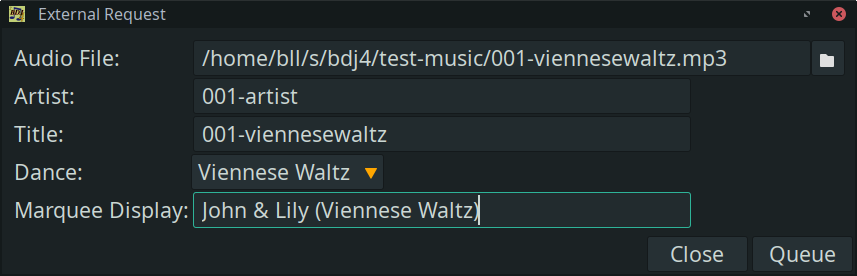 External Request
Audio File: /home/bll/s/bdj4/test-music/001-viennesewaltz.mp3
Artist: 001-artist
Title: 001-viennesewaltz
Dance: Viennese Waltz
Marquee Display: John & Lily (Viennese Waltz)
Close Queue